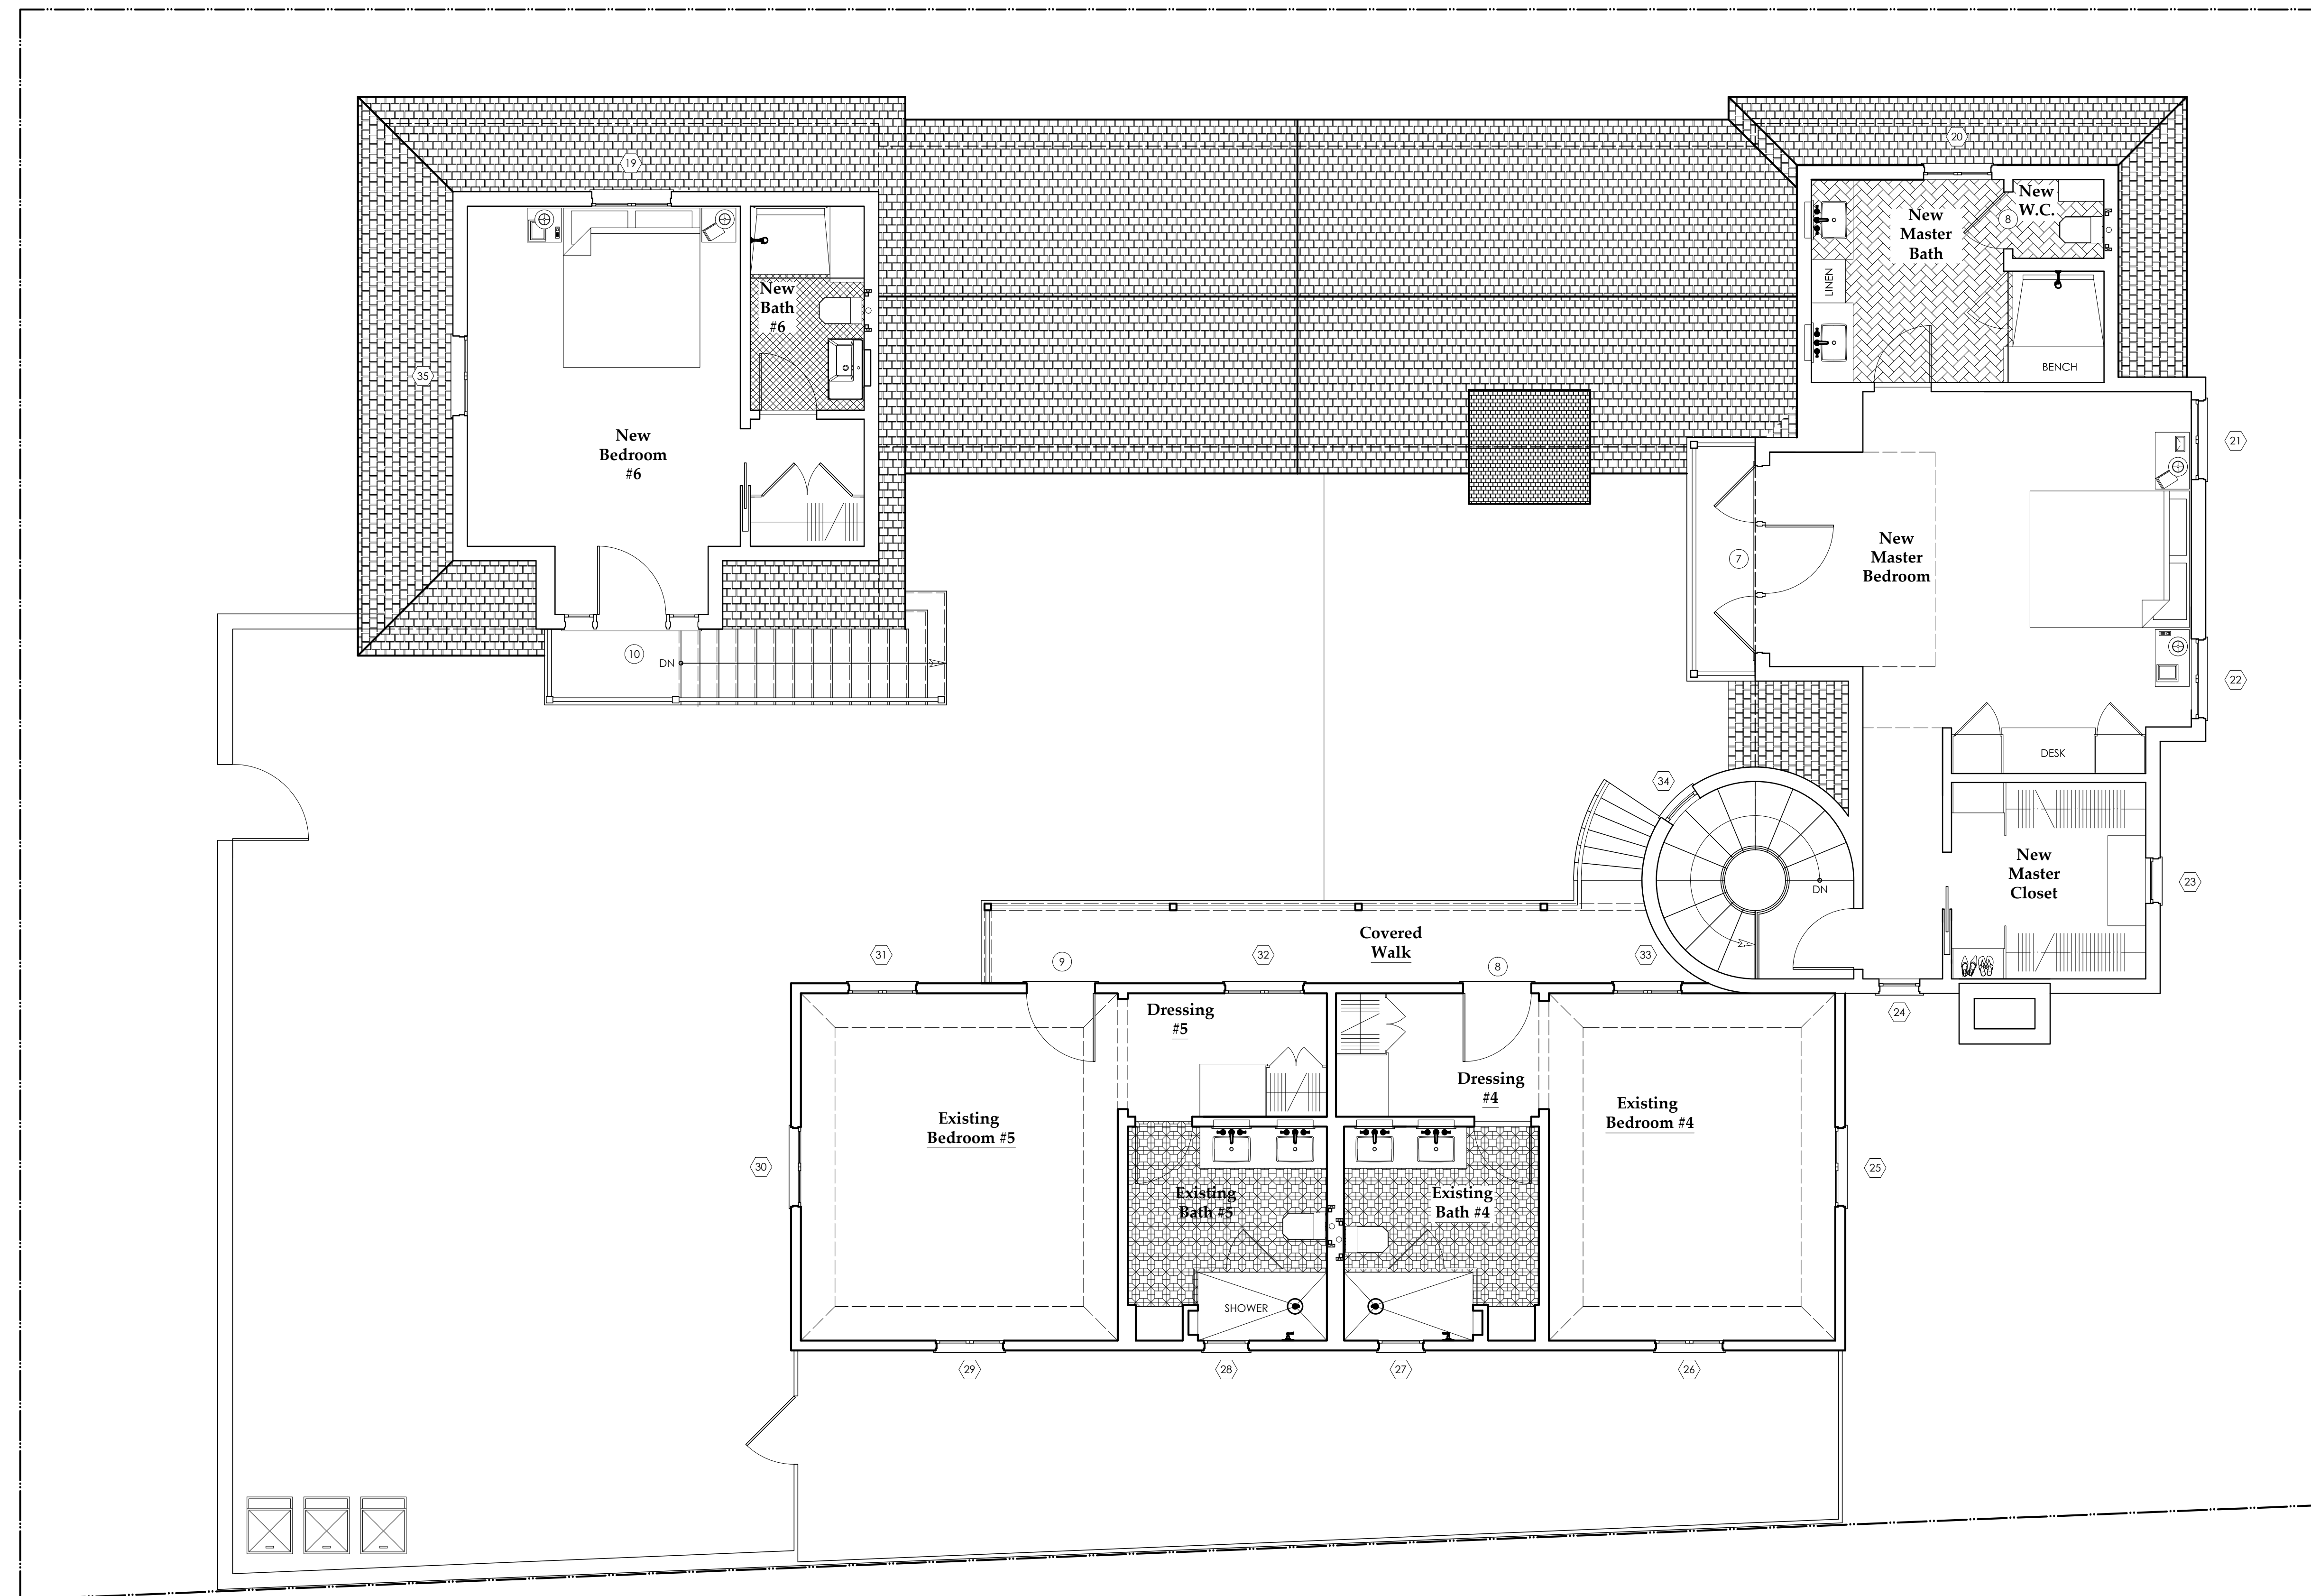 19
20
New
W.C.
8
New
Master
Bath
LINEN
BENCH
New
Bath
#6
35
New
Bedroom
#6
21
7
New
Master
Bedroom
10
DN
22
DESK
34
DN
New
Master
Closet
23
Covered
Walk
31
9
32
8
33
24
Dressing
#5
Dressing
#4
Existing
Bedroom #5
Existing
Bedroom #4
30
25
Existing
Bath #5
Existing
Bath #4
SHOWER
29
28
27
26